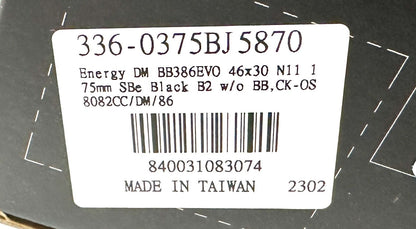 336-0375BJ5870
Energy DM BB386EVO 46x30 N11 1
75mm SBe Black B2 w/o BB,CK-OS
8082CC/DM/86
840031083074
MADE IN TAIWAN 2302